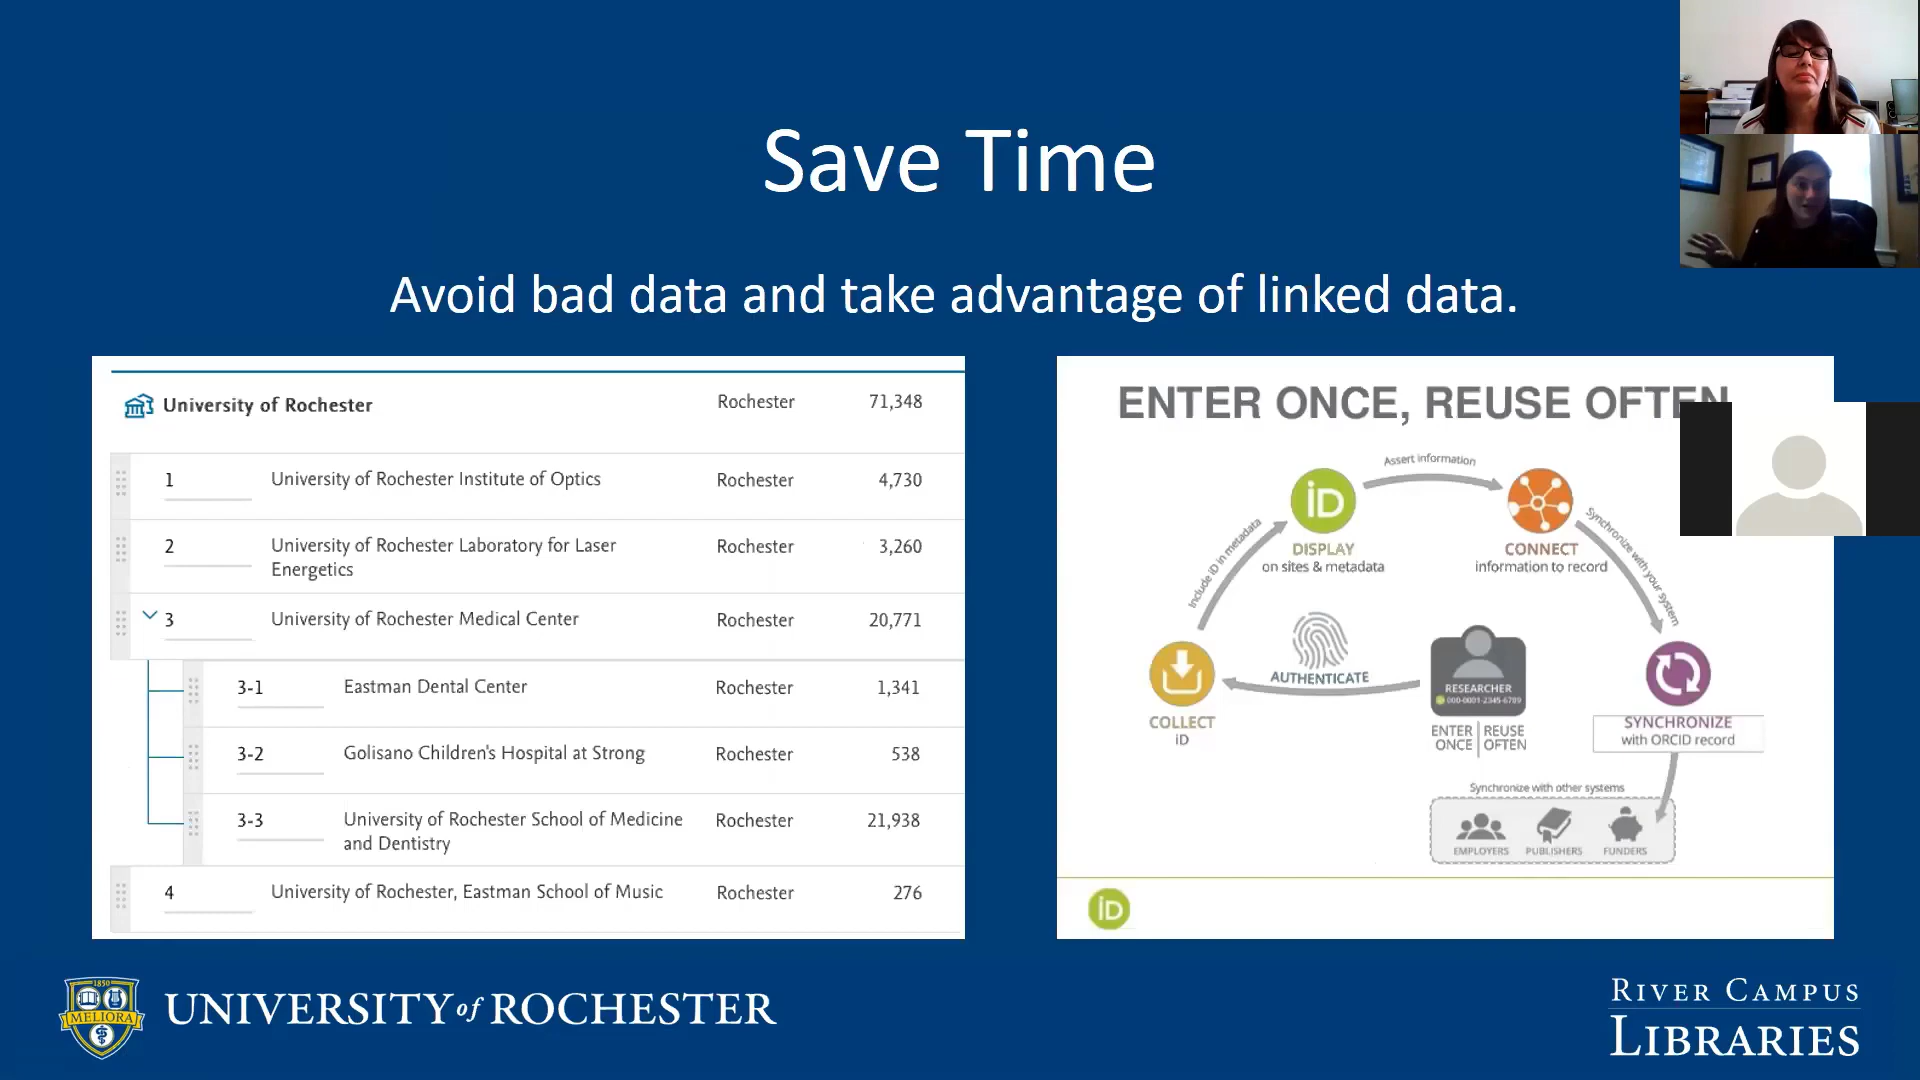 Save Time
Avoid bad data and take advantage of linked data.
University of Rochester Rochester 71,348
1 University of Rochester Institute of Optics Rochester 4,730
2 University of Rochester Laboratory for Laser Rochester 3,260
Energetics
3 University of Rochester Medical Center Rochester 20,771
3-1 Eastman Dental Center Rochester 1,341
3-2 Golisano Children's Hospital at Strong Rochester 538
3-3 University of Rochester School of Medicine Rochester 21,938
and Dentistry
4 University of Rochester, Eastman School of Music Rochester 276
ENTER ONCE, REUSE OFTEN
Assert information
Include iD in metadata
Synchronize with your system
iD
DISPLAY
on sites & metadata
CONNECT
information to record
AUTHENTICATE
RESEARCHER
000-0001-2345-6789
ENTER ONCE
REUSE OFTEN
COLLECT
iD
SYNCHRONIZE
with ORCID record
Synchronize with other systems
EMPLOYERS PUBLISHERS FUNDERS
iD
1850
MELIORA
UNIVERSITY of ROCHESTER
RIVER CAMPUS
LIBRARIES